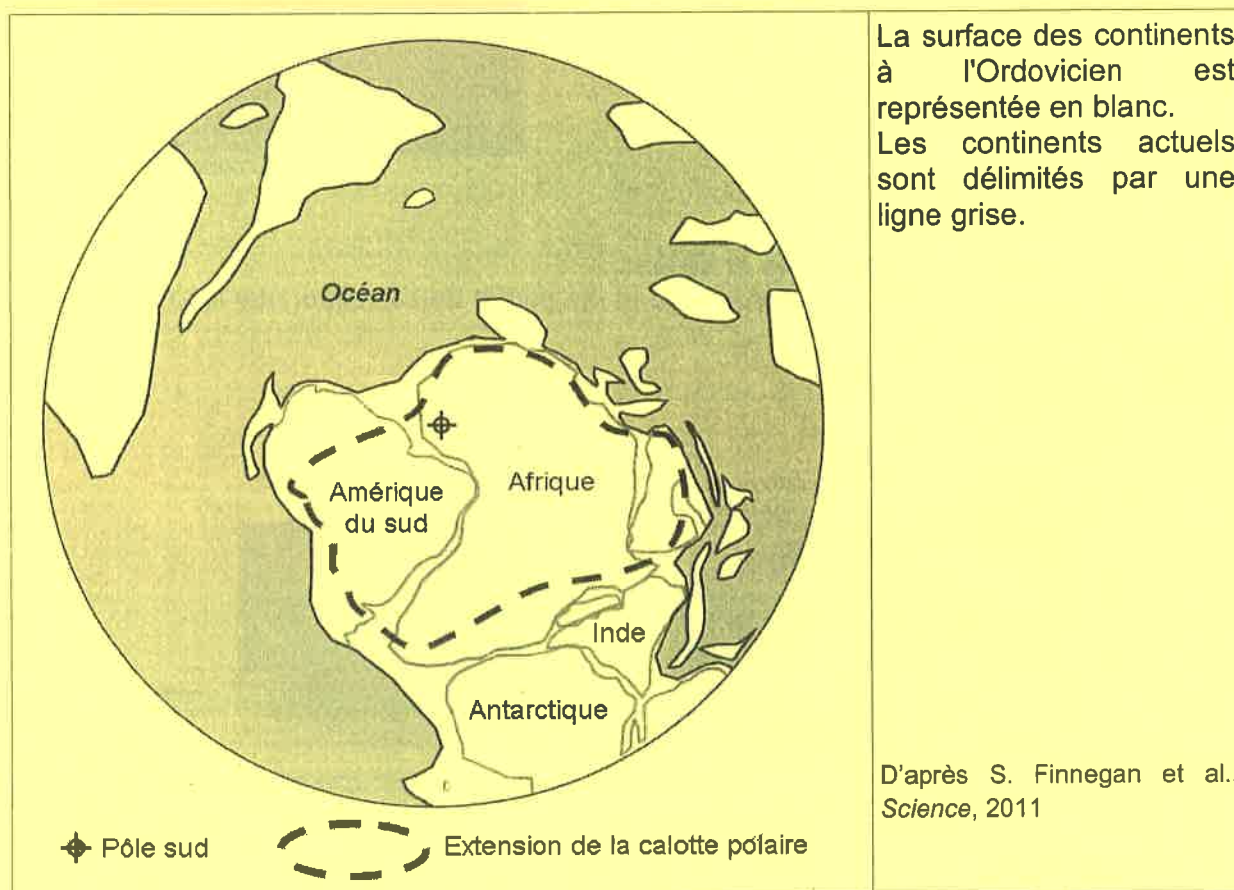 La surface des continents
à l'Ordovicien est
représentée en blanc.
Les continents actuels
sont délimités par une
ligne grise.
Océan
Afrique
Amérique
du sud
Inde
Antarctique
D'après S. Finnegan et al.
Science, 2011
Pôle sud
Extension de la calotte polaire